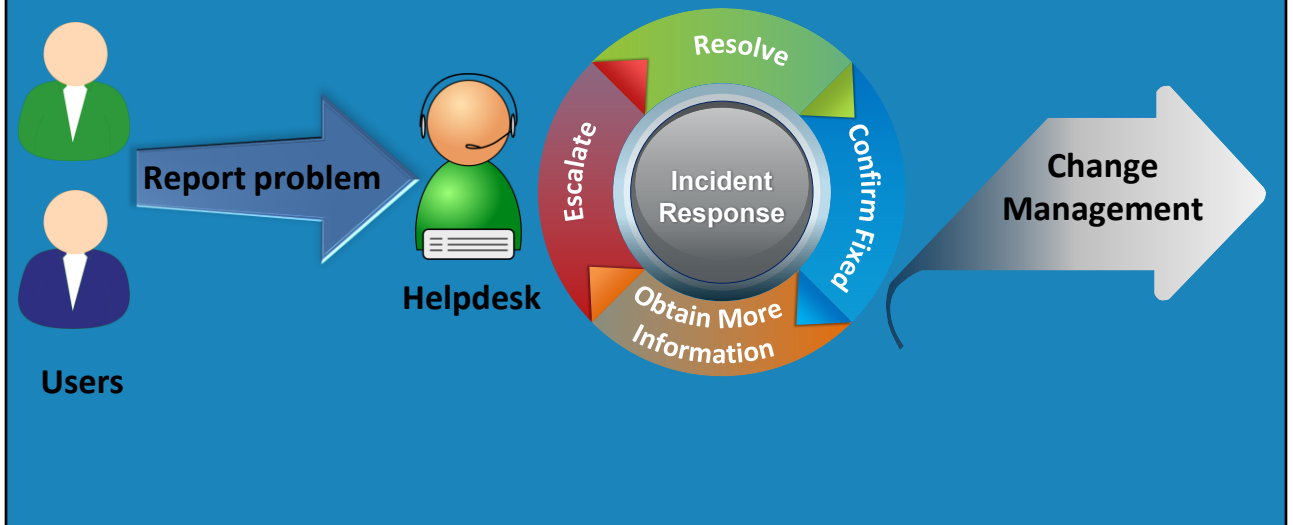 Report problem
Users
Helpdesk
Resolve
Confirm Fixed
Obtain More
Information
Escalate
Incident
Response
Change
Management